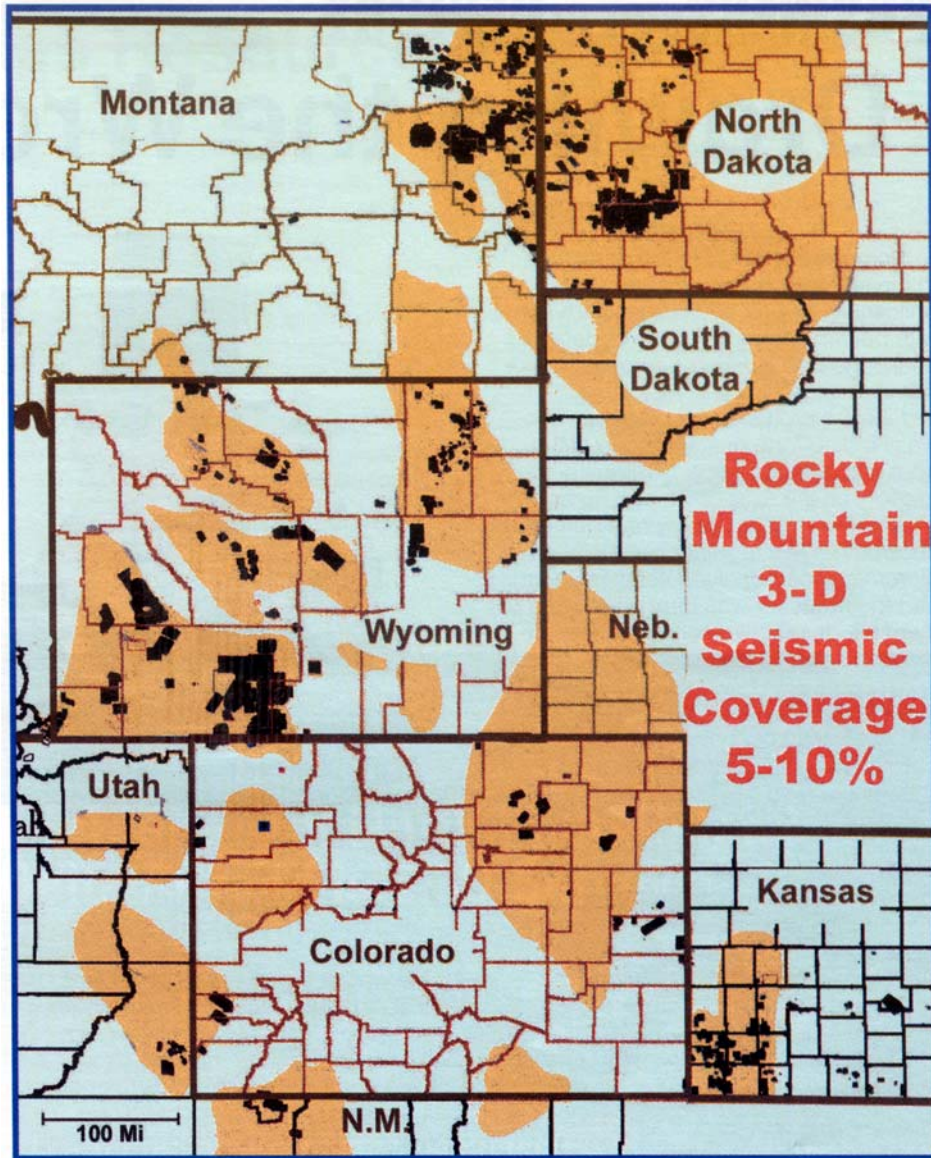 Montana
North
Dakota
South
Dakota
Rocky
Mountain
3-D
Seismic
Coverage
5-10%
Wyoming
Neb.
Utah
Kansas
Colorado
N.M.
100 Mi